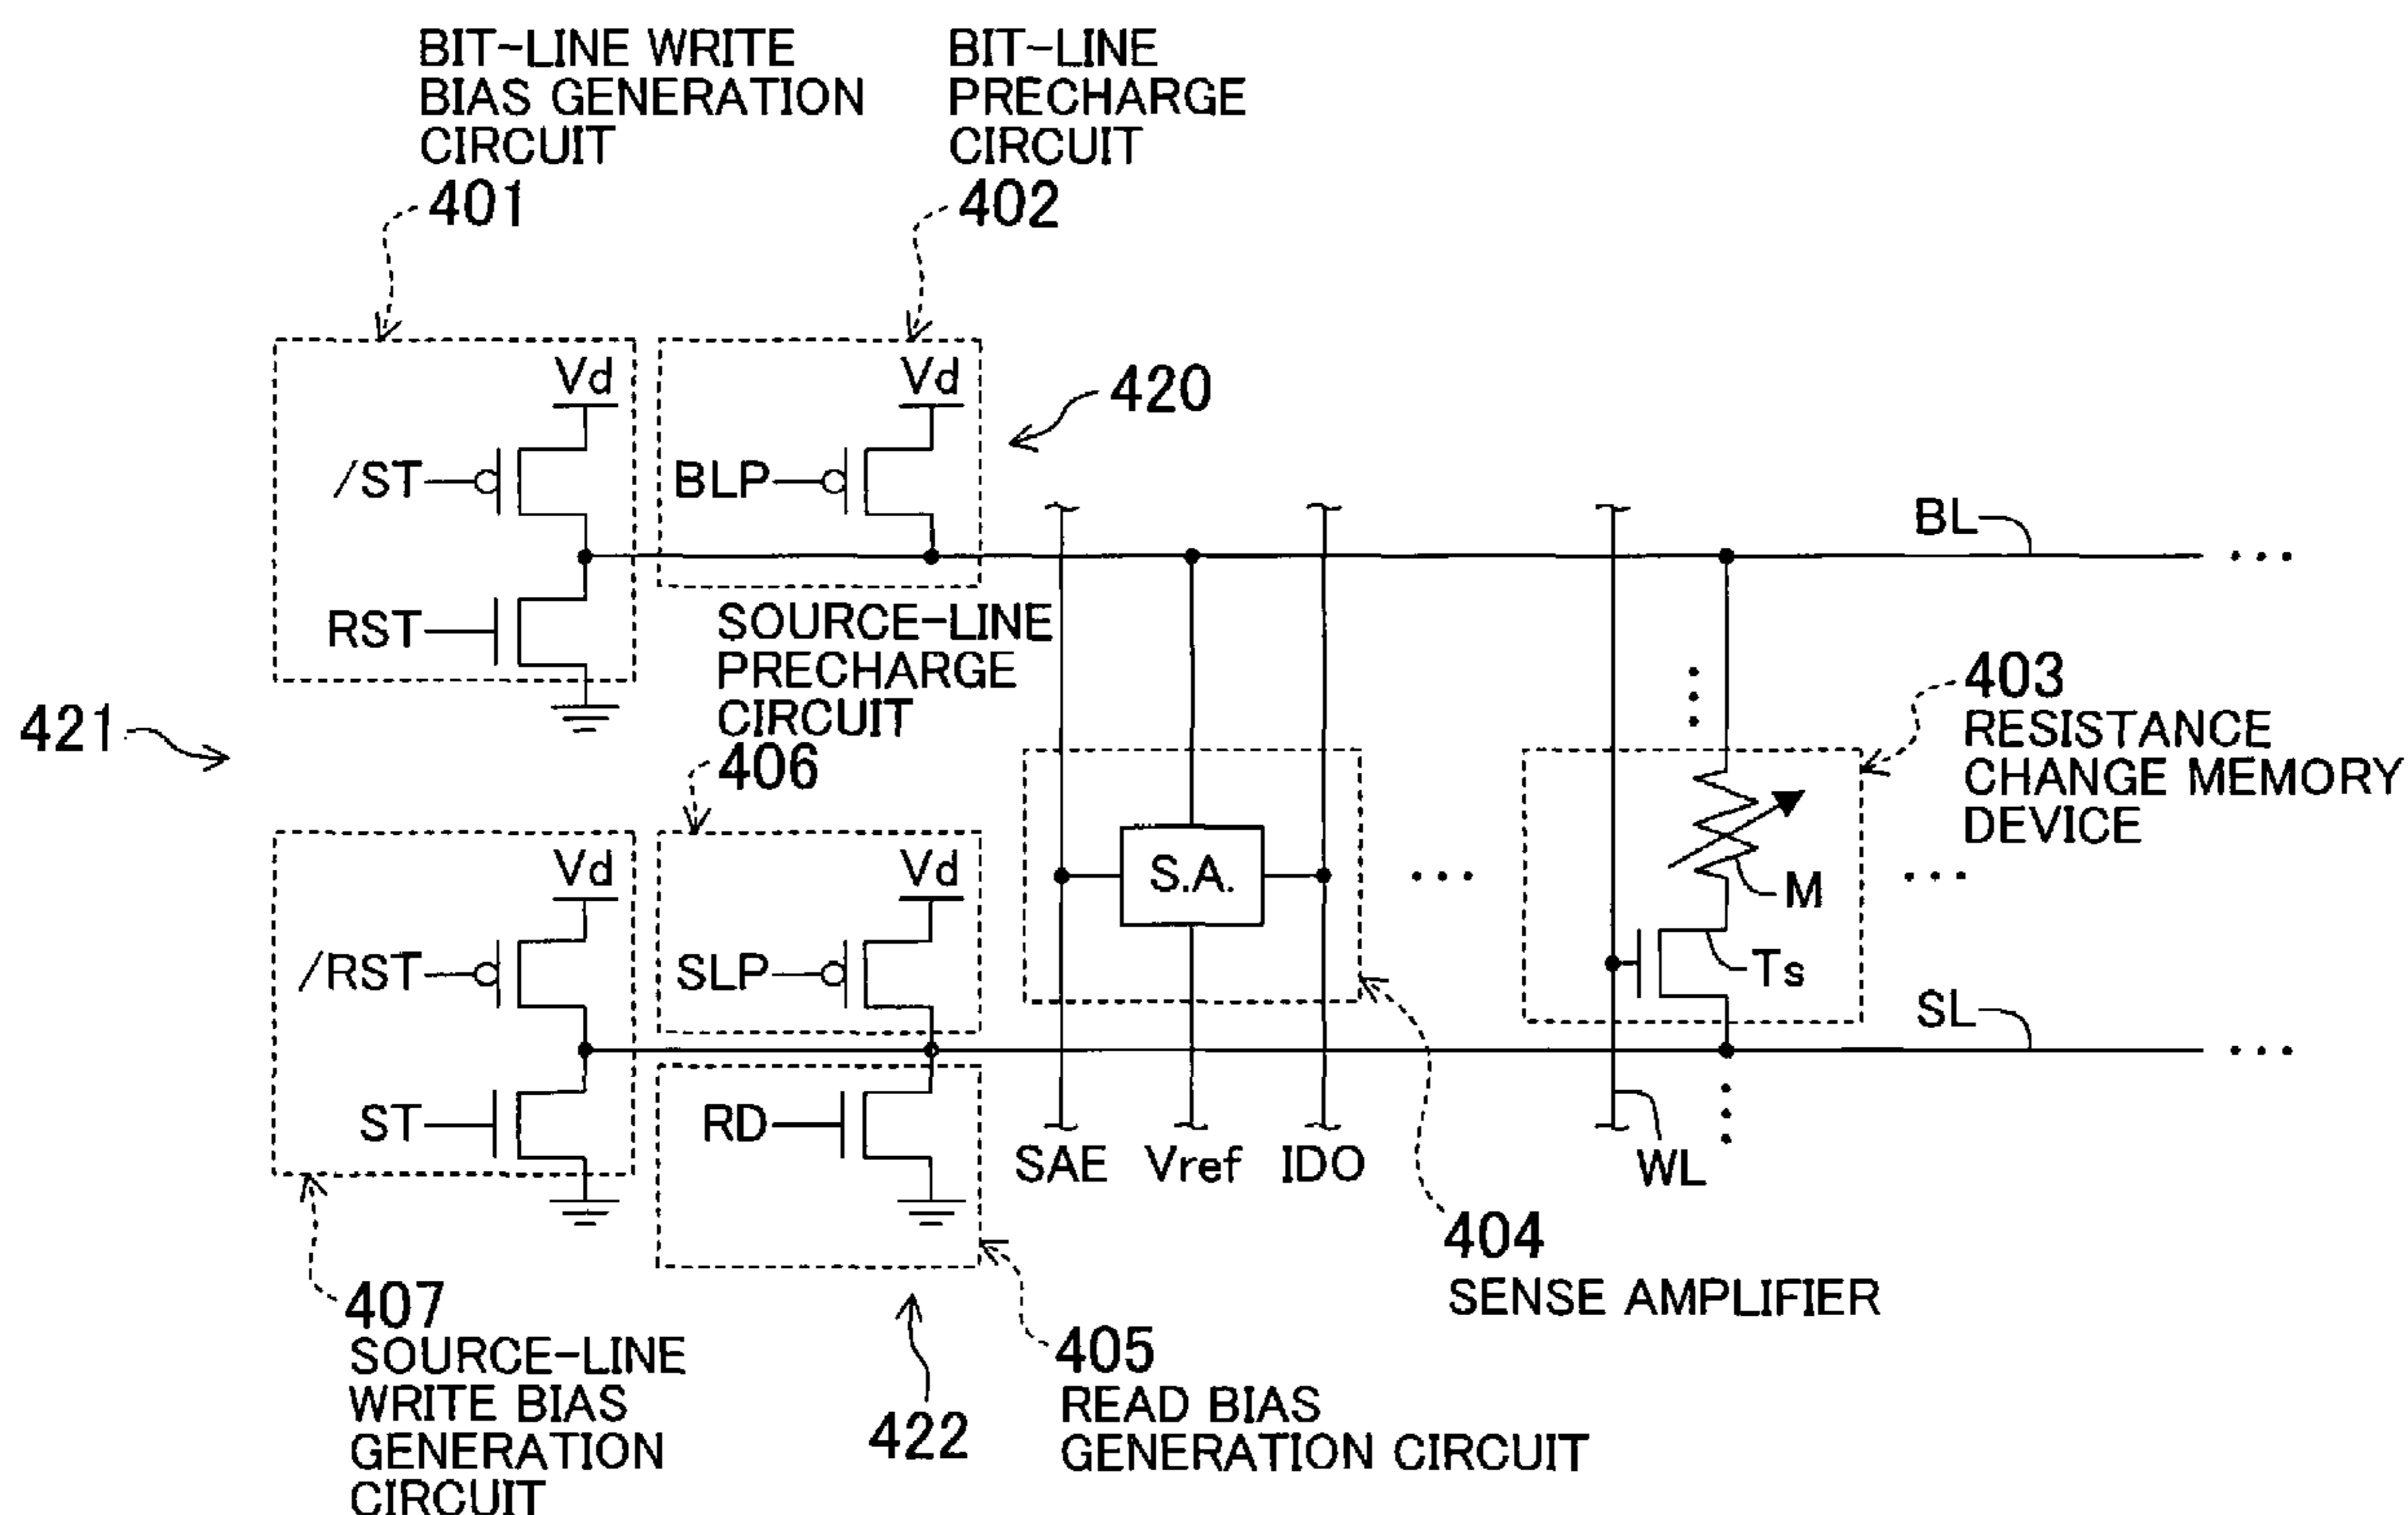 BIT-LINE WRITE
BIAS GENERATION
CIRCUIT
401
BIT-LINE
PRECHARGE
CIRCUIT
402
Vd
Vd
420
/ST
BLP
BL
RST
SOURCE-LINE
PRECHARGE
CIRCUIT
406
403
RESISTANCE
CHANGE MEMORY
DEVICE
421
Vd
Vd
S.A.
M
/RST
SLP
Ts
SL
ST
RD
SAE
Vref
IDO
WL
404
SENSE AMPLIFIER
407
SOURCE-LINE
WRITE BIAS
GENERATION
CIRCUIT
422
405
READ BIAS
GENERATION CIRCUIT